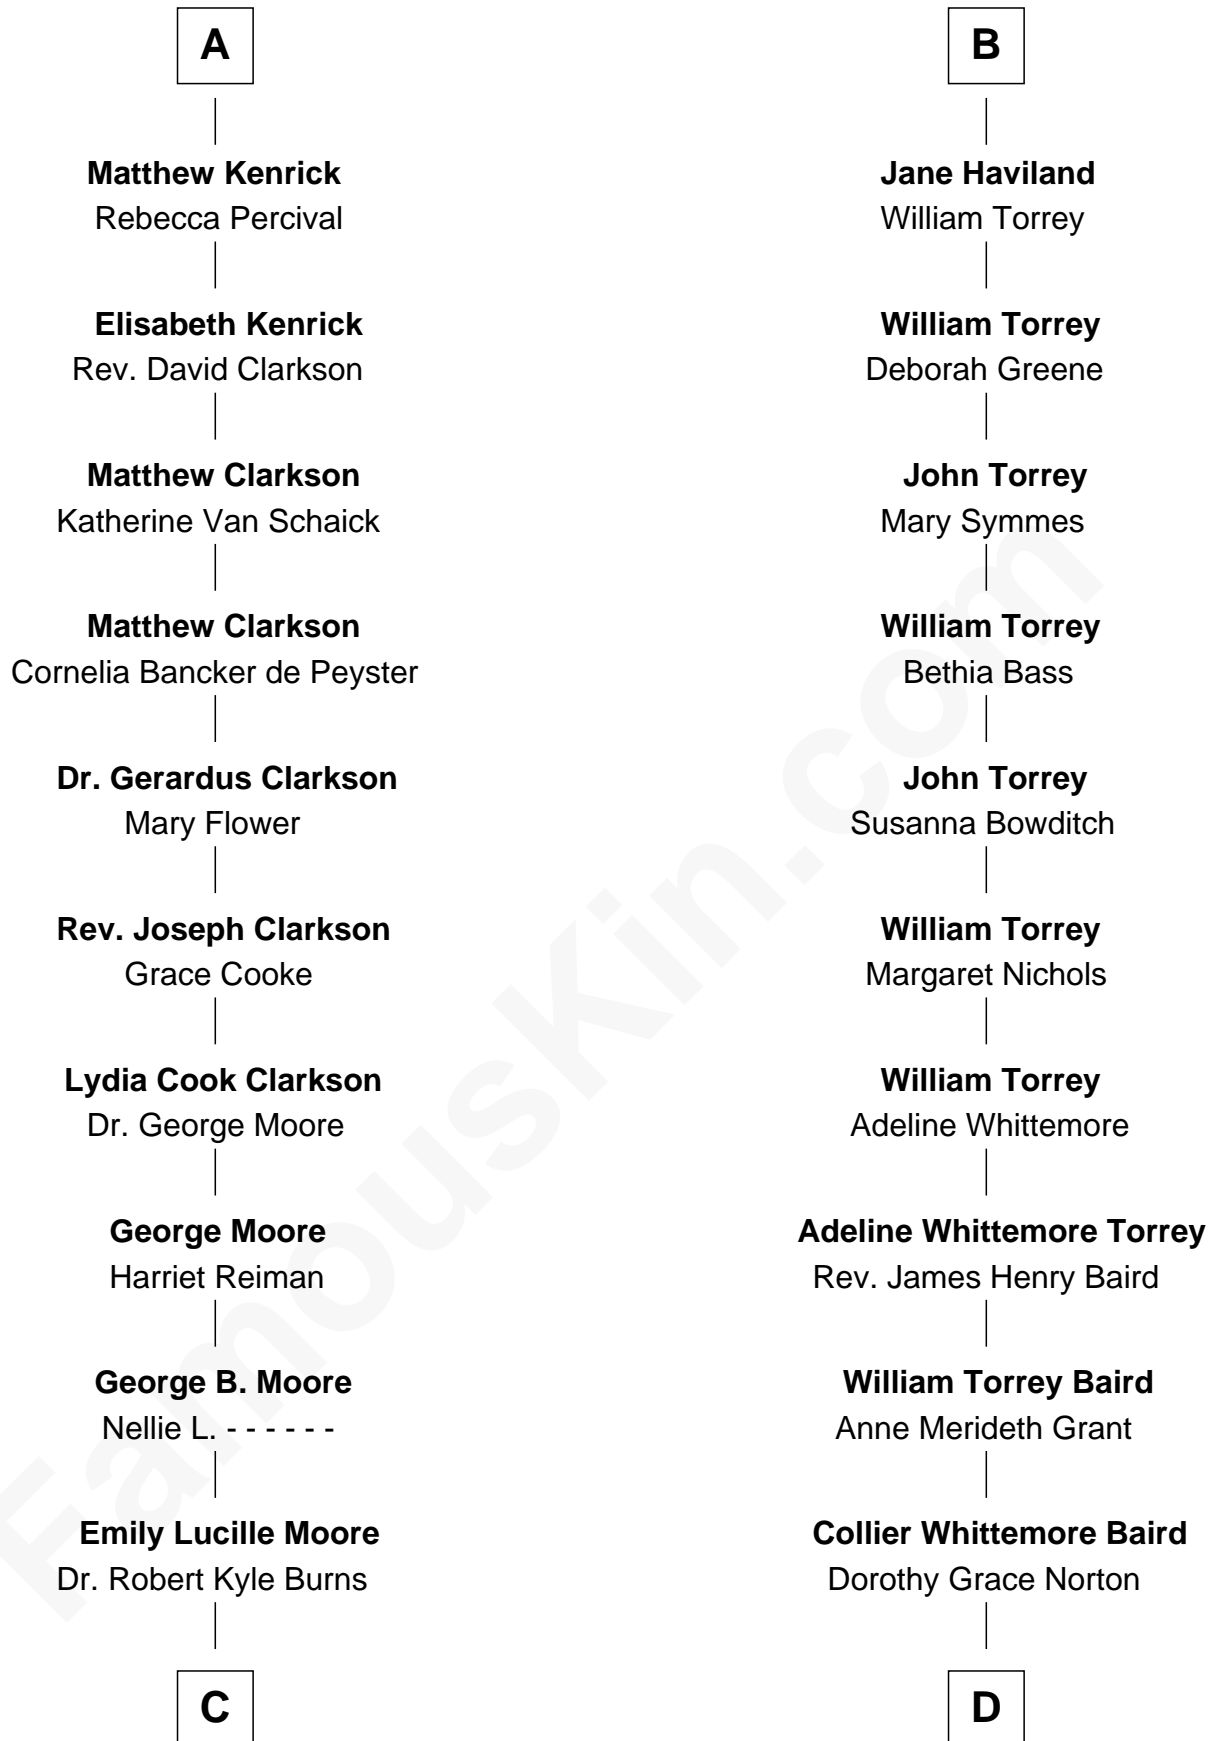 A
Matthew Kenrick
Rebecca Percival
Elisabeth Kenrick
Rev. David Clarkson
Matthew Clarkson
Katherine Van Schaick
Matthew Clarkson
Cornelia Bancker de Peyster
Dr. Gerardus Clarkson
Mary Flower
Rev. Joseph Clarkson
Grace Cooke
Lydia Cook Clarkson
Dr. George Moore
George Moore
Harriet Reiman
George B. Moore
Nellie L. - - - - - -
Emily Lucille Moore
Dr. Robert Kyle Burns
C
B
Jane Haviland
William Torrey
William Torrey
Deborah Greene
John Torrey
Mary Symmes
William Torrey
Bethia Bass
John Torrey
Susanna Bowditch
William Torrey
Margaret Nichols
William Torrey
Adeline Whittemore
Adeline Whittemore Torrey
Rev. James Henry Baird
William Torrey Baird
Anne Merideth Grant
Collier Whittemore Baird
Dorothy Grace Norton
D
FamousKin.com